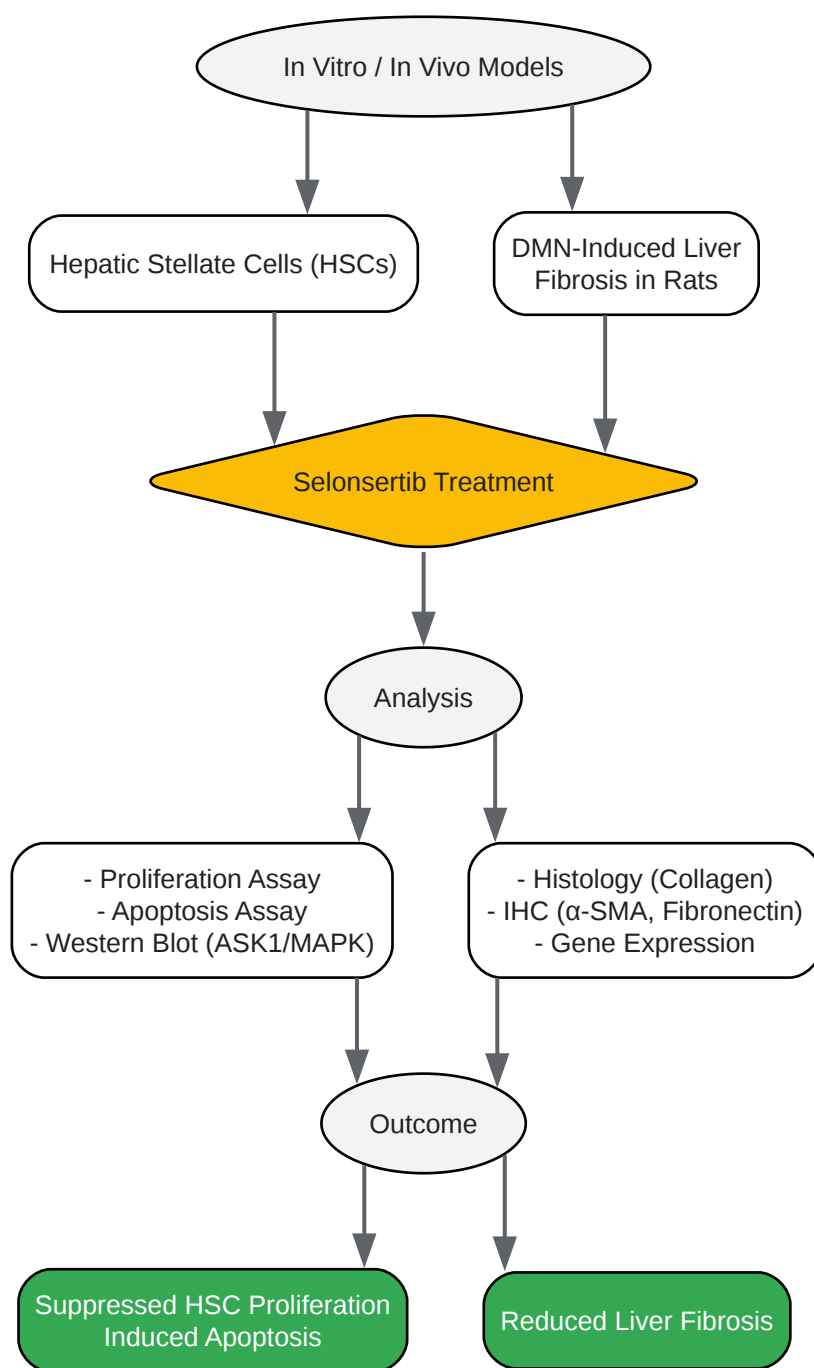 In Vitro / In Vivo Models
Hepatic Stellate Cells (HSCs)
DMN-Induced Liver
Fibrosis in Rats
Selonsertib Treatment
Analysis
- Proliferation Assay
- Apoptosis Assay
- Western Blot (ASK1/MAPK)
- Histology (Collagen)
- IHC (α-SMA, Fibronectin)
- Gene Expression
Outcome
Suppressed HSC Proliferation
Induced Apoptosis
Reduced Liver Fibrosis